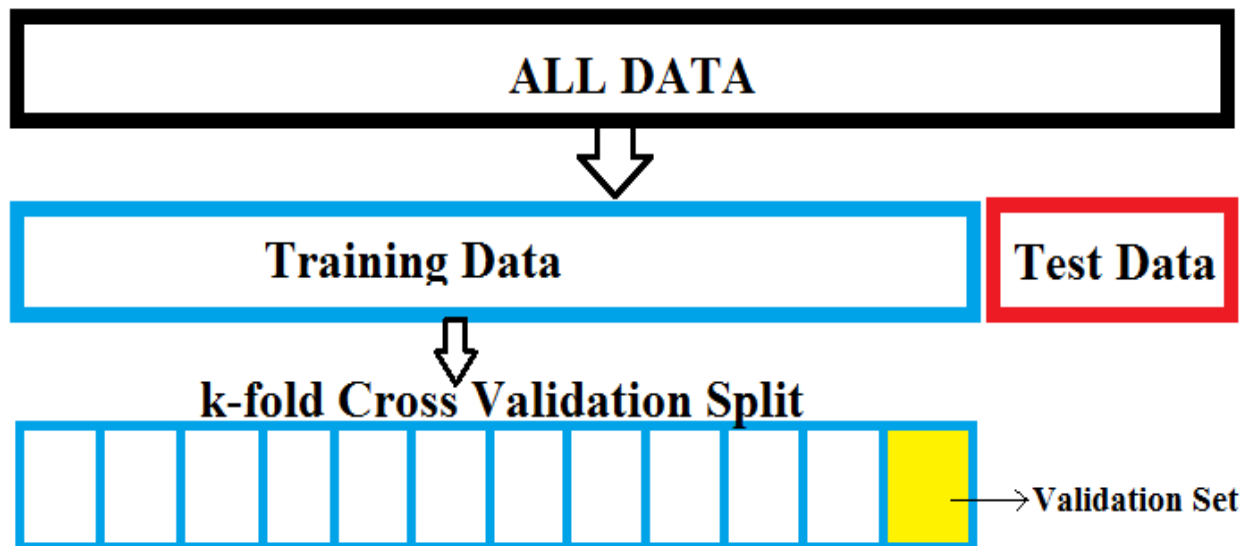 ALL DATA
Training Data
Test Data
k-fold Cross Validation Split
Validation Set